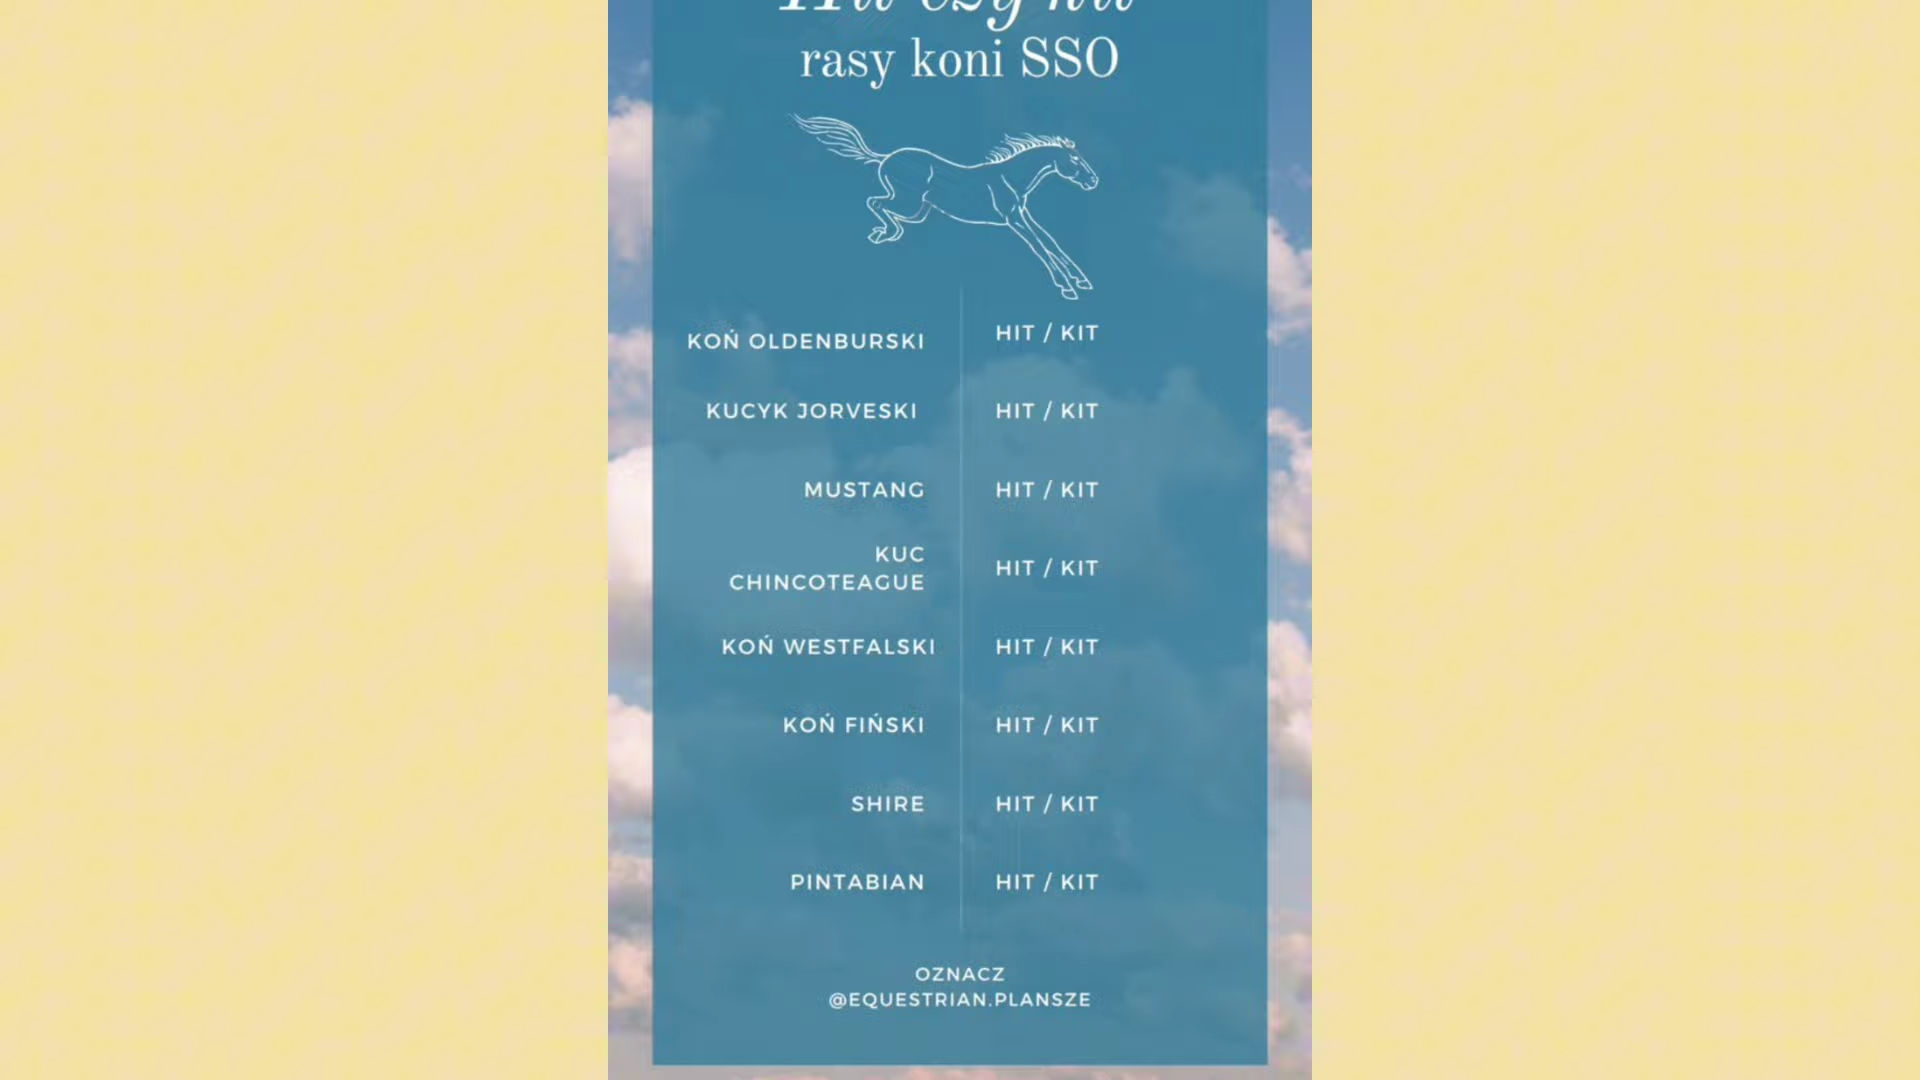 rasy koni SSO
KOŃ OLDENBURSKI HIT / KIT
KUCYK JORVESKI HIT / KIT
MUSTANG HIT / KIT
KUC
CHINCOTEAGUE HIT / KIT
KOŃ WESTFALSKI HIT / KIT
KOŃ FIŃSKI HIT / KIT
SHIRE HIT / KIT
PINTABIAN HIT / KIT
OZNACZ
@EQUESTRIAN.PLANSZE